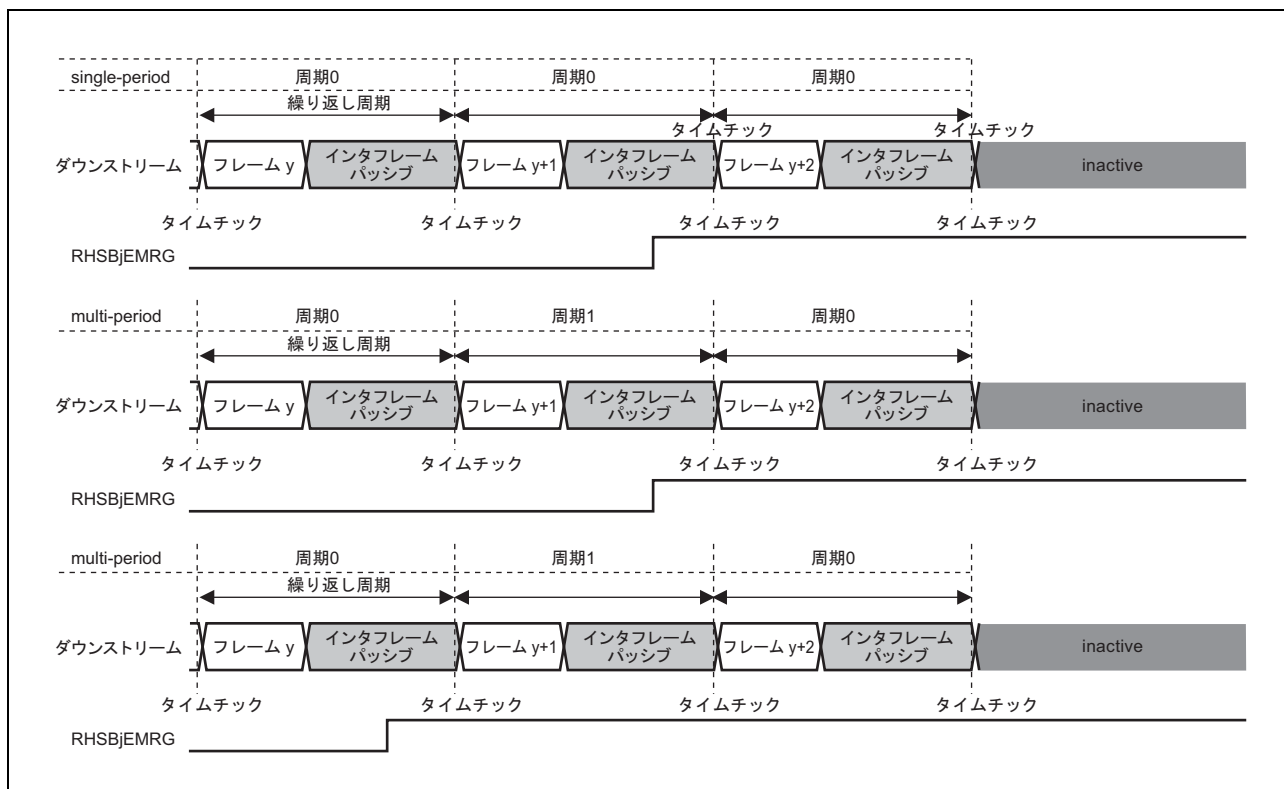 single-period 周期0 周期0 周期0
繰り返し周期
タイムチック タイムチック
ダウンストリーム フレーム y インタフレーム パッシブ フレーム y+1 インタフレーム パッシブ フレーム y+2 インタフレーム パッシブ inactive
タイムチック タイムチック タイムチック タイムチック
RHSBjEMRG
multi-period 周期0 周期1 周期0
繰り返し周期
ダウンストリーム フレーム y インタフレーム パッシブ フレーム y+1 インタフレーム パッシブ フレーム y+2 インタフレーム パッシブ inactive
タイムチック タイムチック タイムチック タイムチック
RHSBjEMRG
multi-period 周期0 周期1 周期0
繰り返し周期
ダウンストリーム フレーム y インタフレーム パッシブ フレーム y+1 インタフレーム パッシブ フレーム y+2 インタフレーム パッシブ inactive
タイムチック タイムチック タイムチック タイムチック
RHSBjEMRG